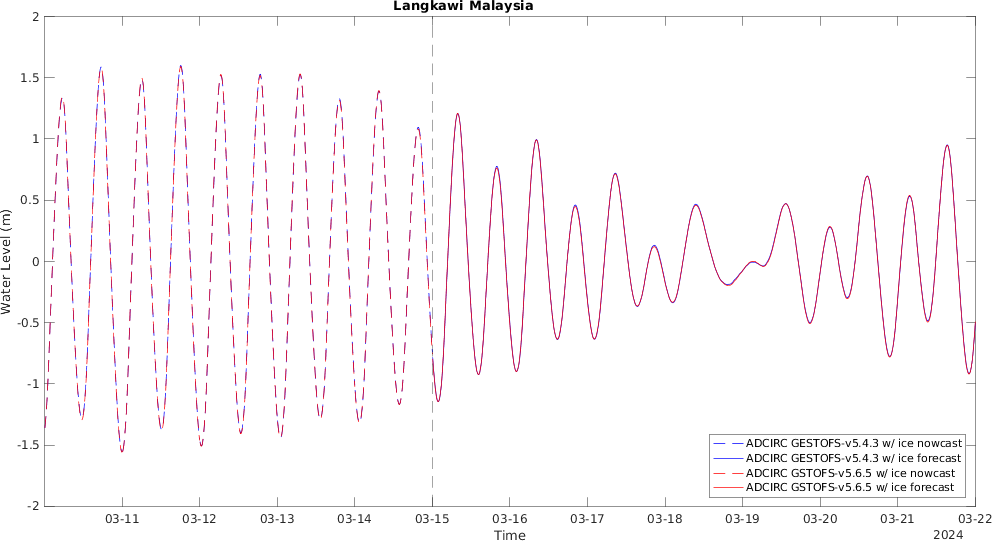 Langkawi Malaysia
2
1.5
1
0.5
0
-0.5
-1
-1.5
-2
Water Level (m)
ADCIRC GESTOFS-v5.4.3 w/ ice nowcast
ADCIRC GESTOFS-v5.4.3 w/ ice forecast
ADCIRC GSTOFS-v5.6.5 w/ ice nowcast
ADCIRC GSTOFS-v5.6.5 w/ ice forecast
03-11 03-12 03-13 03-14 03-15 03-16 03-17 03-18 03-19 03-20 03-21 03-22
Time
2024